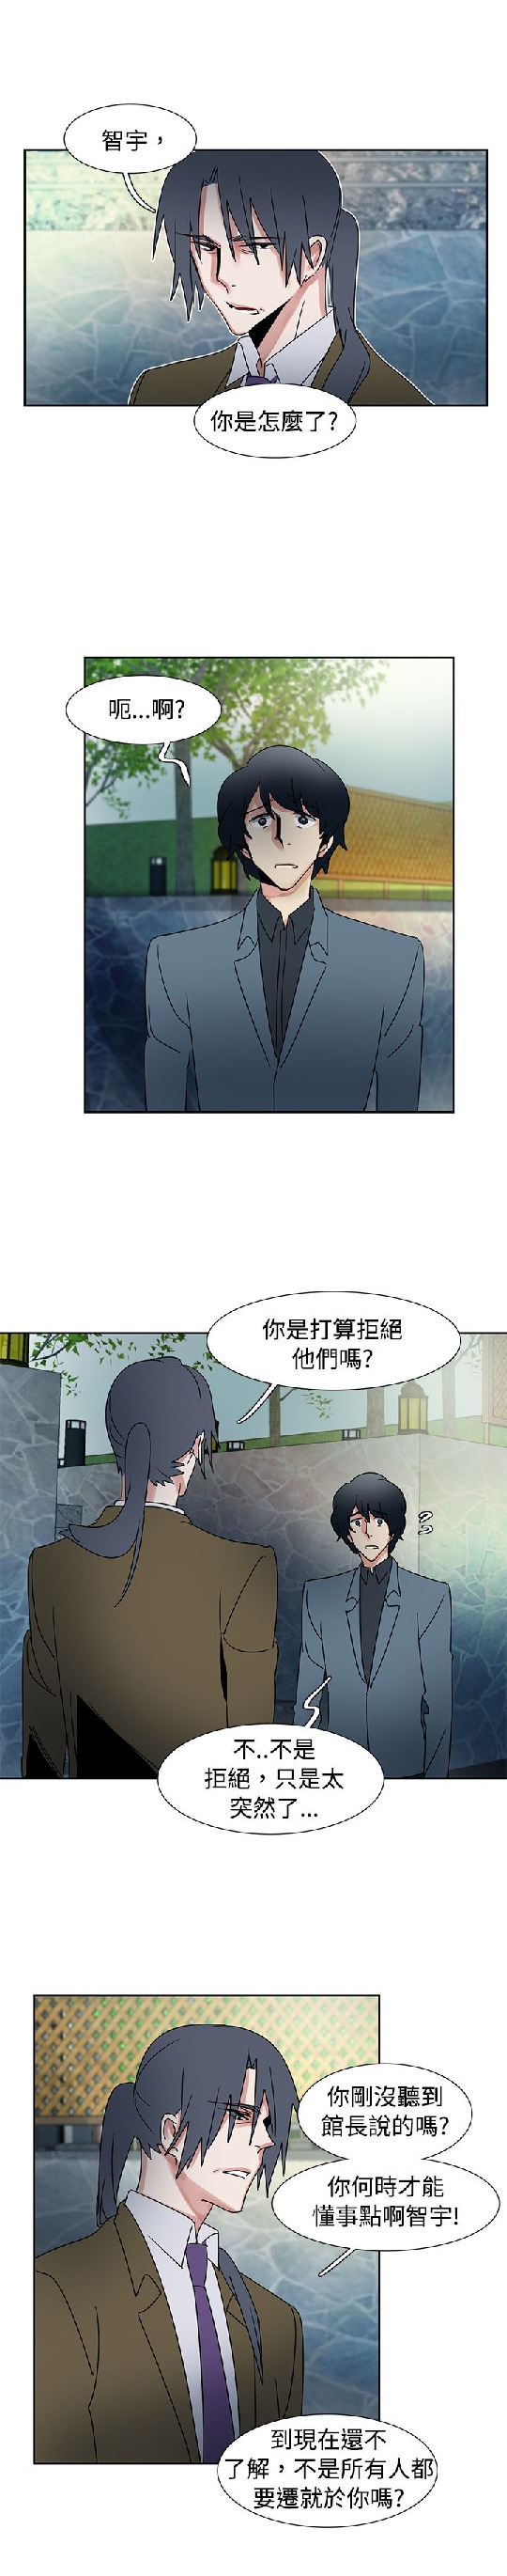 智宇，
你是怎麼了?
呃...啊?
你是打算拒絕
他們嗎?
不..不是
拒絕，只是太
突然了...
你剛沒聽到
館長說的嗎?
你何時才能
懂事點啊智宇!
到現在還不
了解，不是所有人都
要遷就於你嗎?